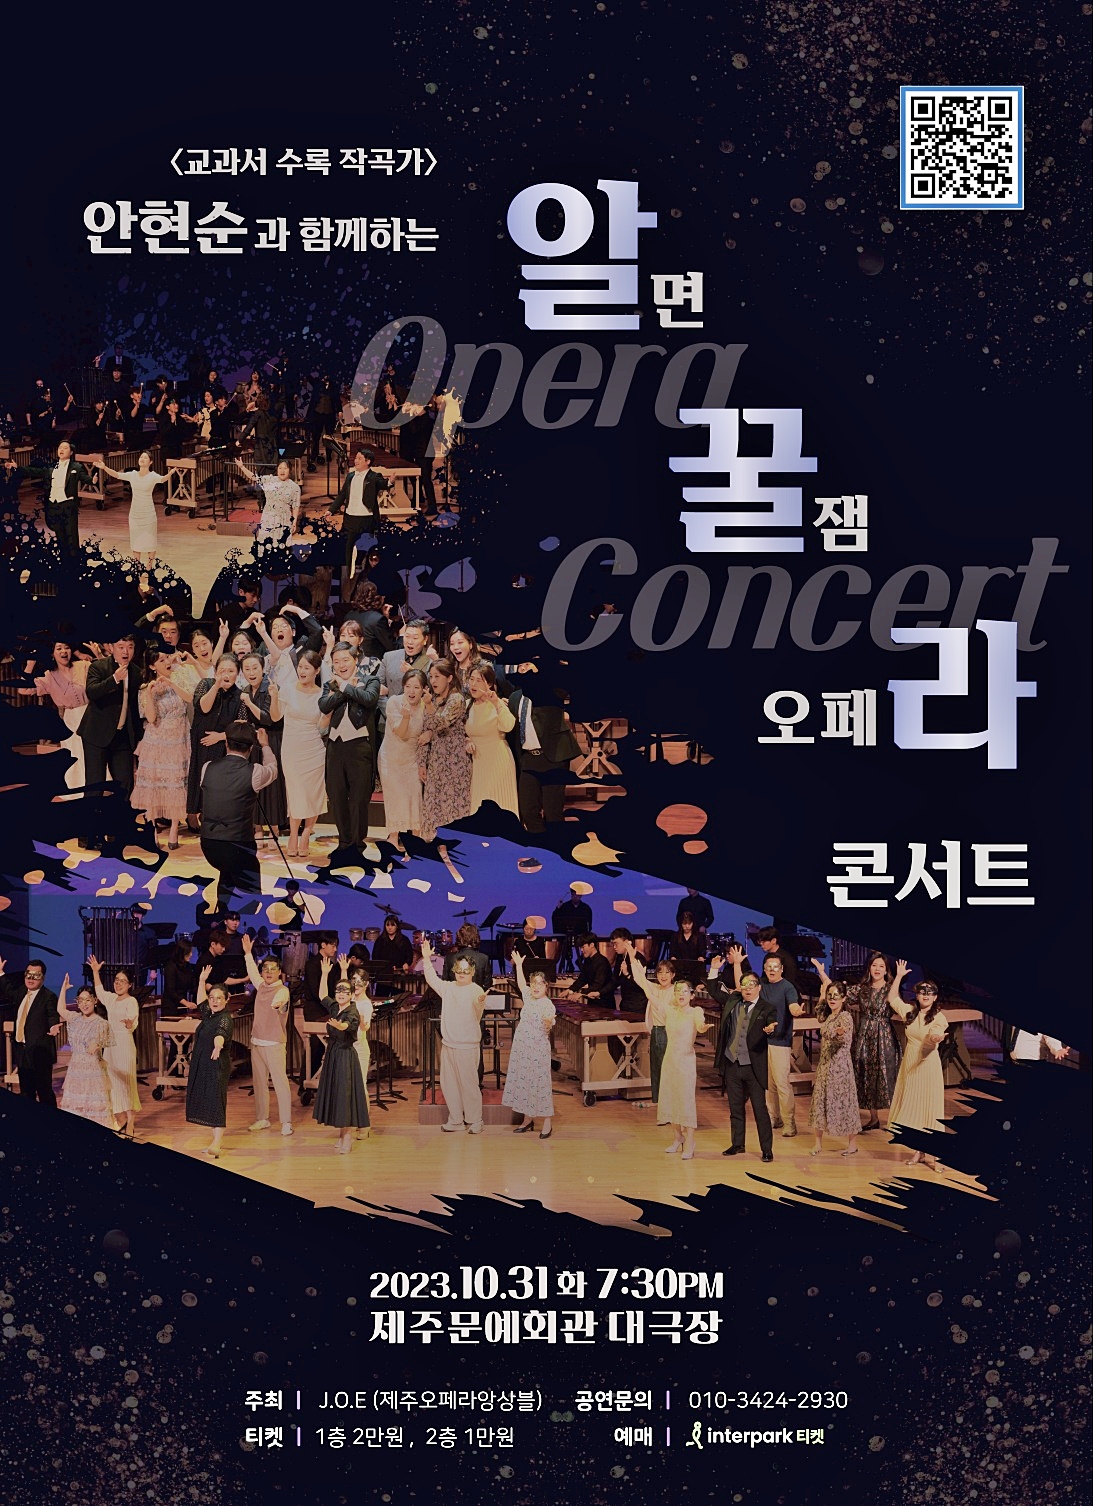 〈교과서 수록 작곡가〉
안현순과 함께하는
알면
Opera
꿀잼
Concert
오페라
콘서트
2023.10.31 화 7:30PM
제주문예회관 대극장
주최 | J.O.E (제주오페라앙상블)
공연문의 | 010-3424-2930
티켓 | 1층 2만원 , 2층 1만원
예매 | interpark 티켓